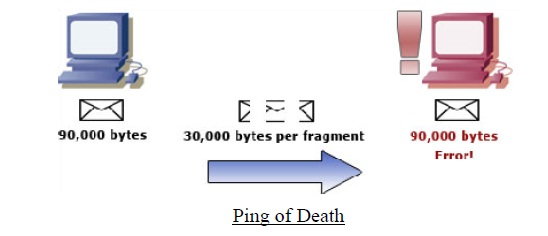 90,000 bytes
30,000 bytes per fragment
90,000 bytes
Error!
Ping of Death